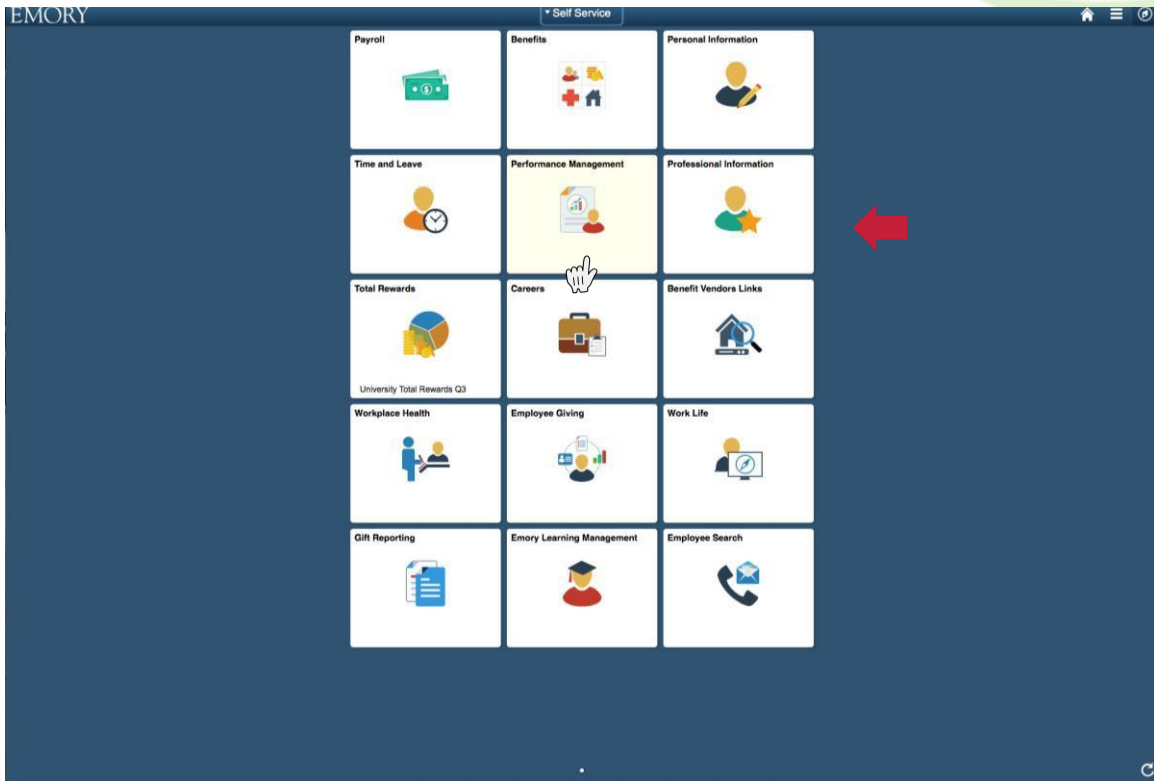 EMORY
Self Service
Payroll
Benefits
Personal Information
Time and Leave
Performance Management
Professional Information
Total Rewards
University Total Rewards Q3
Careers
Benefit Vendors Links
Workplace Health
Employee Giving
Work Life
Gift Reporting
Emory Learning Management
Employee Search